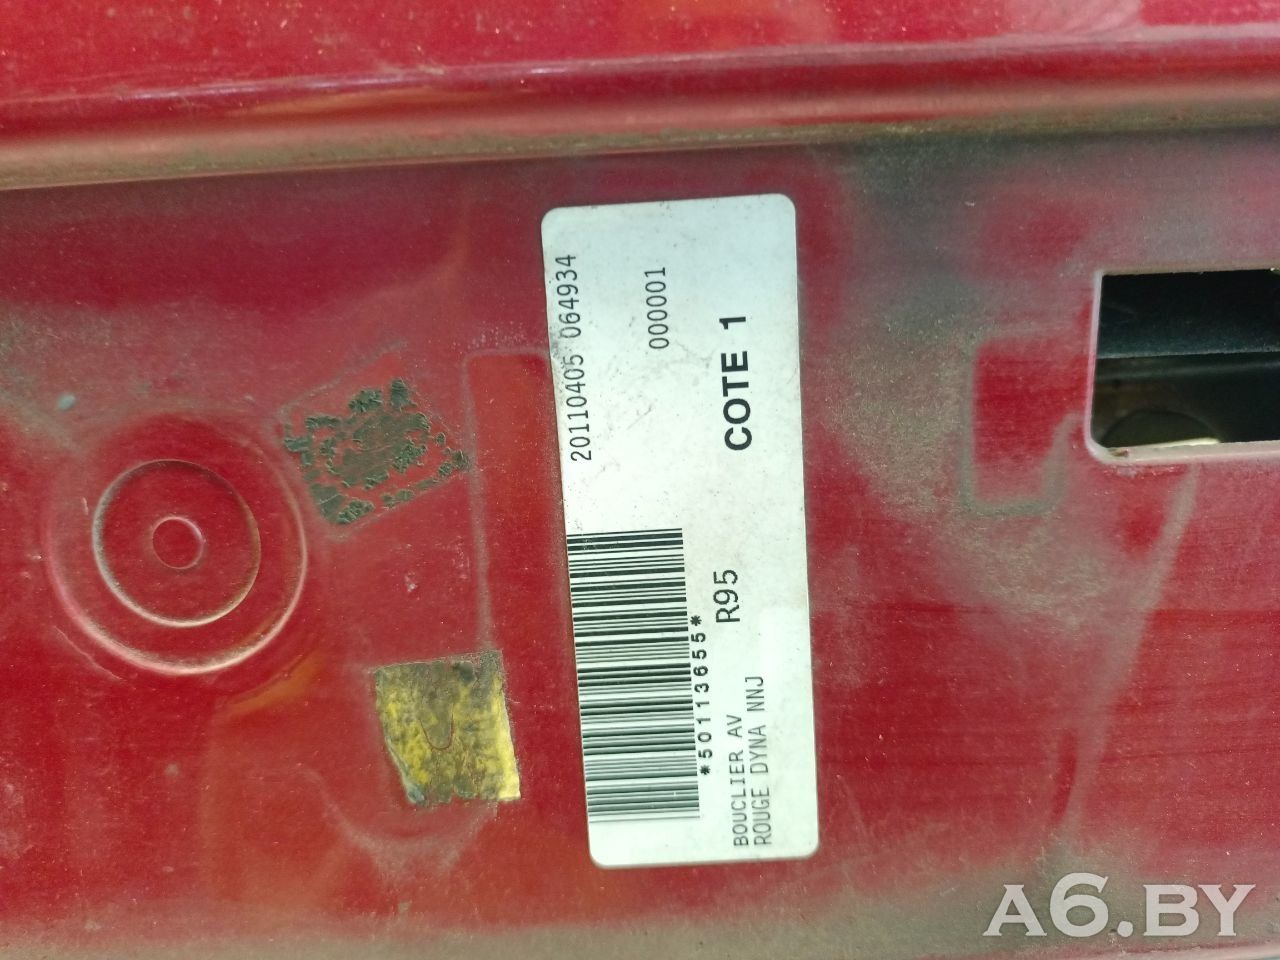 20110405 064934
000001
COTE 1
*50113655*
R95
BOUCLIER AV
ROUGE DYNA NNJ
A6.BY